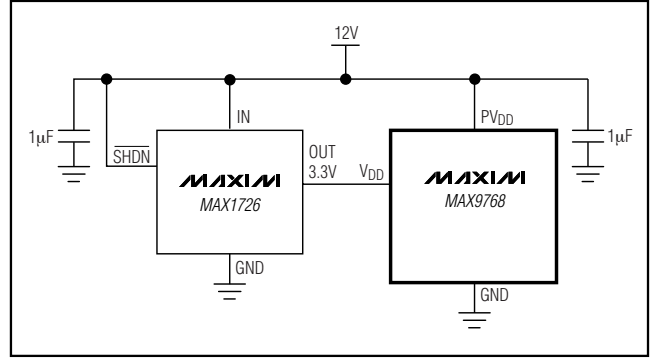 12V
IN
PVDD
1µF
SHDN
OUT
3.3V
VDD
1µF
MAXIM
MAX1726
MAXIM
MAX9768
GND
GND